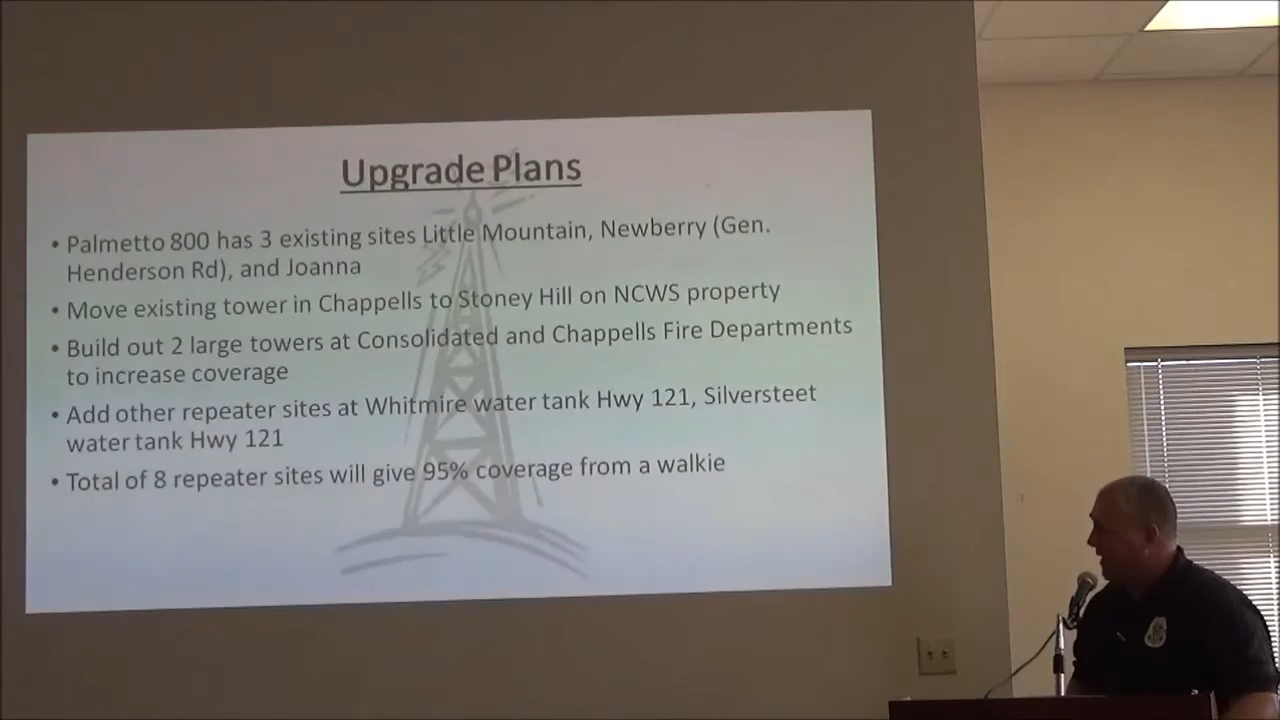 Upgrade Plans
• Palmetto 800 has 3 existing sites Little Mountain, Newberry (Gen.
Henderson Rd), and Joanna
• Move existing tower in Chappells to Stoney Hill on NCWS property
• Build out 2 large towers at Consolidated and Chappells Fire Departments
to increase coverage
• Add other repeater sites at Whitmire water tank Hwy 121, Silversteet
water tank Hwy 121
• Total of 8 repeater sites will give 95% coverage from a walkie